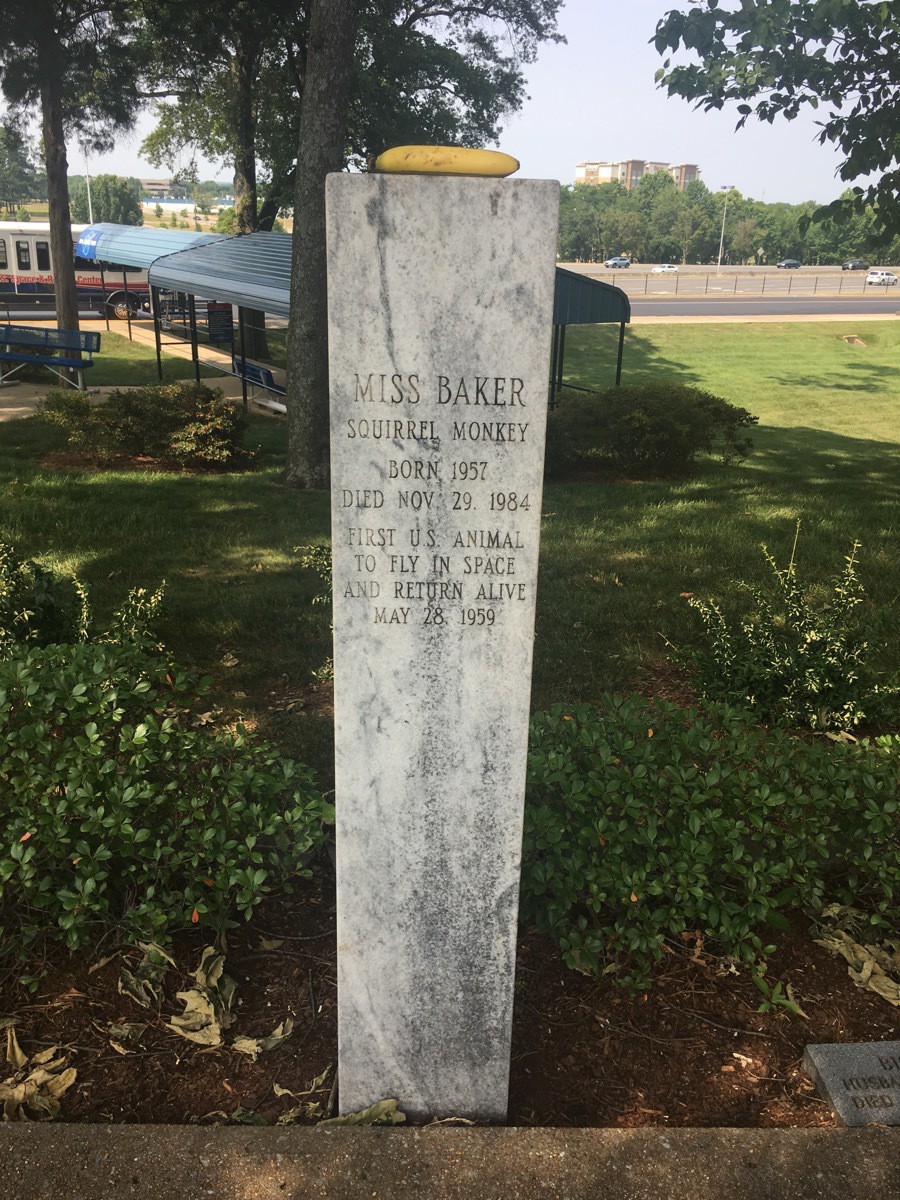 MISS BAKER
SQUIRREL MONKEY
BORN 1957
DIED NOV. 29. 1984
FIRST U.S. ANIMAL
TO FLY IN SPACE
AND RETURN ALIVE
MAY 28, 1959
DIED